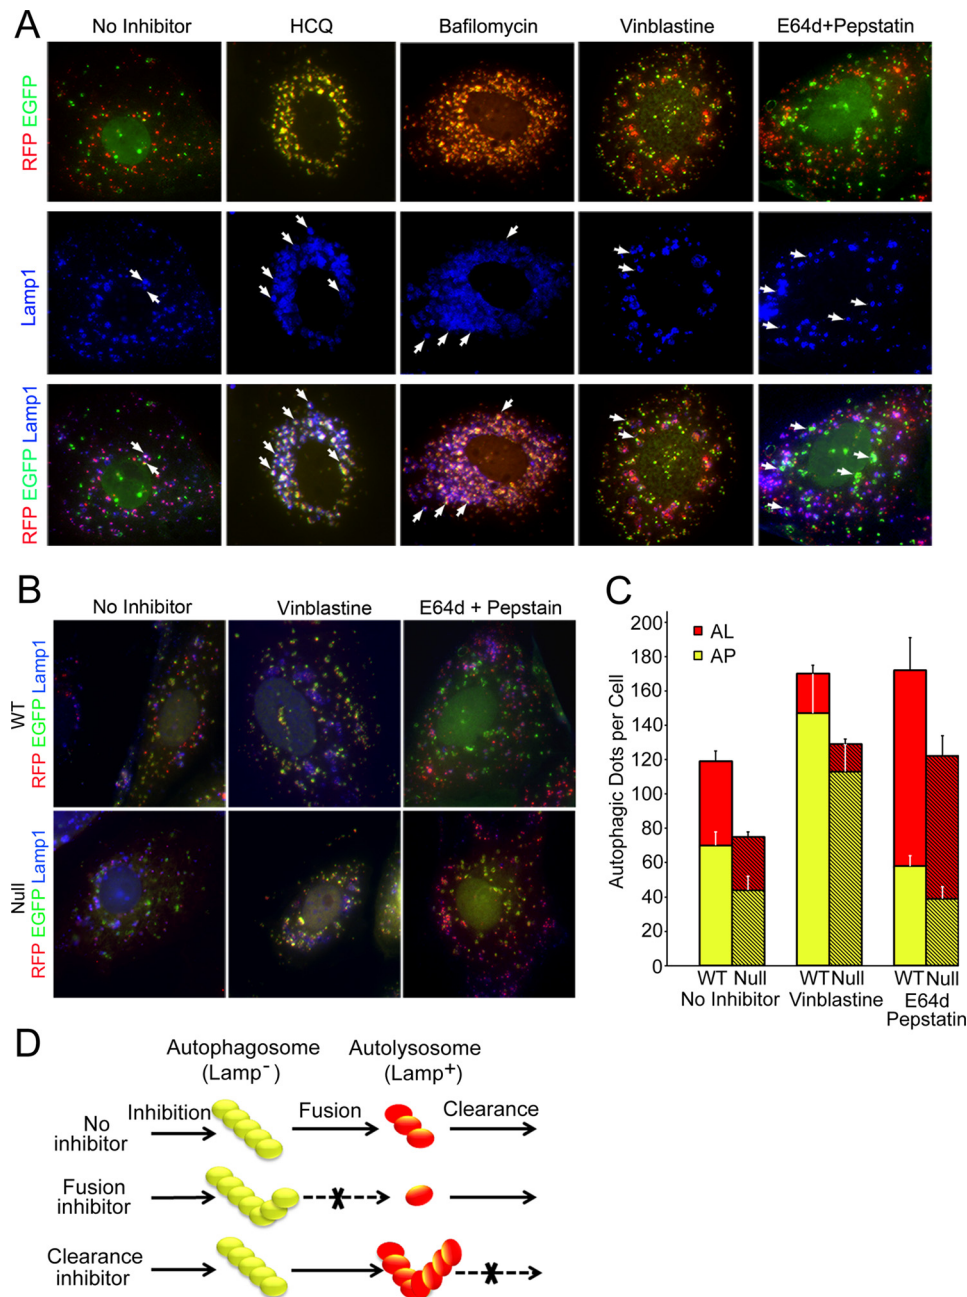 A
No Inhibitor HCQ Bafilomycin Vinblastine E64d+Pepstatin
RFP EGFP
Lamp1
RFP EGFP Lamp1
B
No Inhibitor Vinblastine E64d + Pepstain
WT
RFP EGFP Lamp1
Null
RFP EGFP Lamp1
C
Autophagic Dots per Cell
200
180
160
140
120
100
80
60
40
20
0
AL
AP
WT Null WT Null WT Null
No Inhibitor Vinblastine E64d
Pepstatin
D
Autophagosome Autolysosome
(Lamp⁻) (Lamp⁺)
No inhibitor
Inhibition Fusion Clearance
Fusion
inhibitor
Clearance
inhibitor